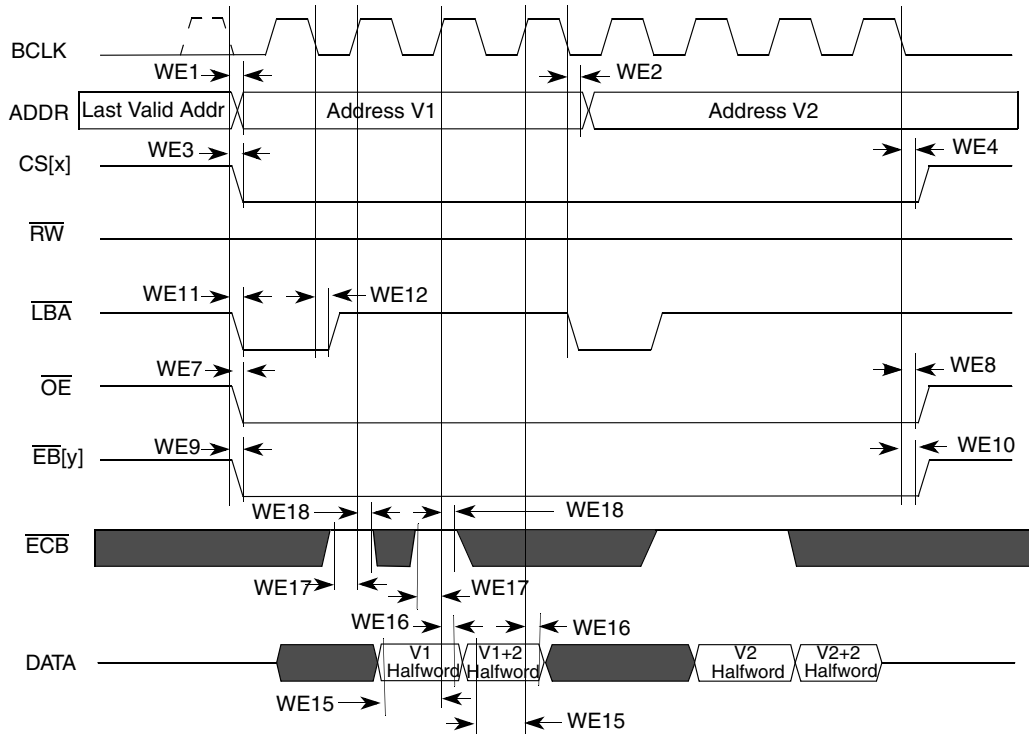 BCLK
WE1
WE2
ADDR
Last Valid Addr
Address V1
Address V2
WE3
WE4
CS[x]
RW
WE11
WE12
LBA
WE7
WE8
OE
WE9
WE10
EB[y]
WE18
WE18
ECB
WE17
WE17
WE16
WE16
DATA
V1
Halfword
V1+2
Halfword
V2
Halfword
V2+2
Halfword
WE15
WE15